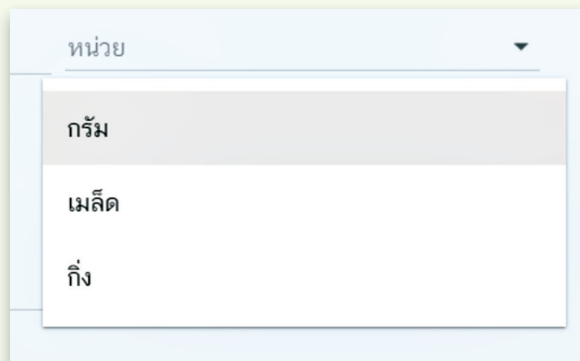 หน่วย
กรัม
เมล็ด
กิ่ง